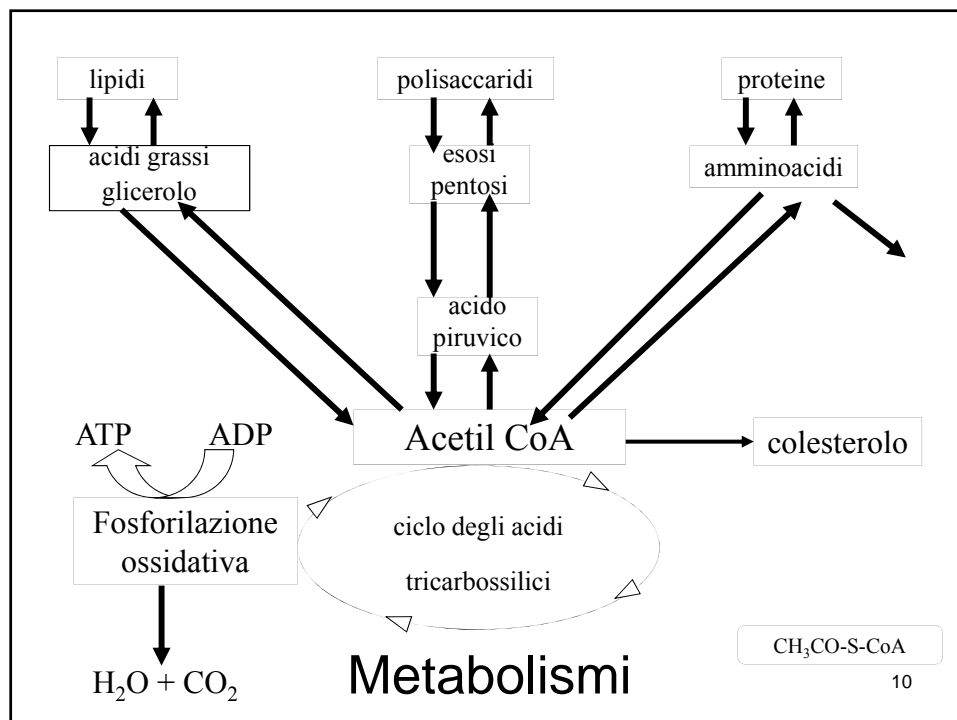 lipidi
polisaccaridi
proteine
acidi grassi
glicerolo
esosi
pentosi
amminoacidi
acido
piruvico
Acetil CoA
colesterolo
ATP
ADP
Fosforilazione
ossidativa
ciclo degli acidi
tricarbossilici
H₂O + CO₂
Metabolismi
CH₃CO-S-CoA
10